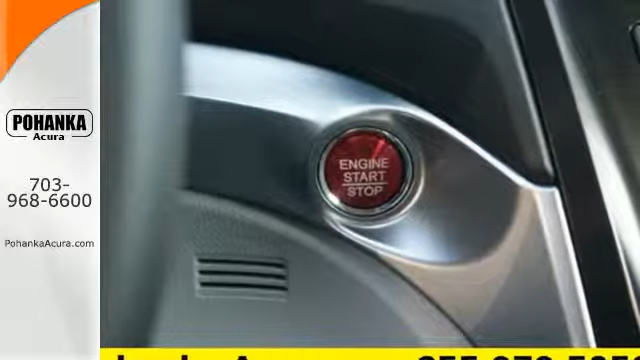 POHANKA
Acura
703-
968-6600
PohankaAcura.com
ENGINE
START
STOP